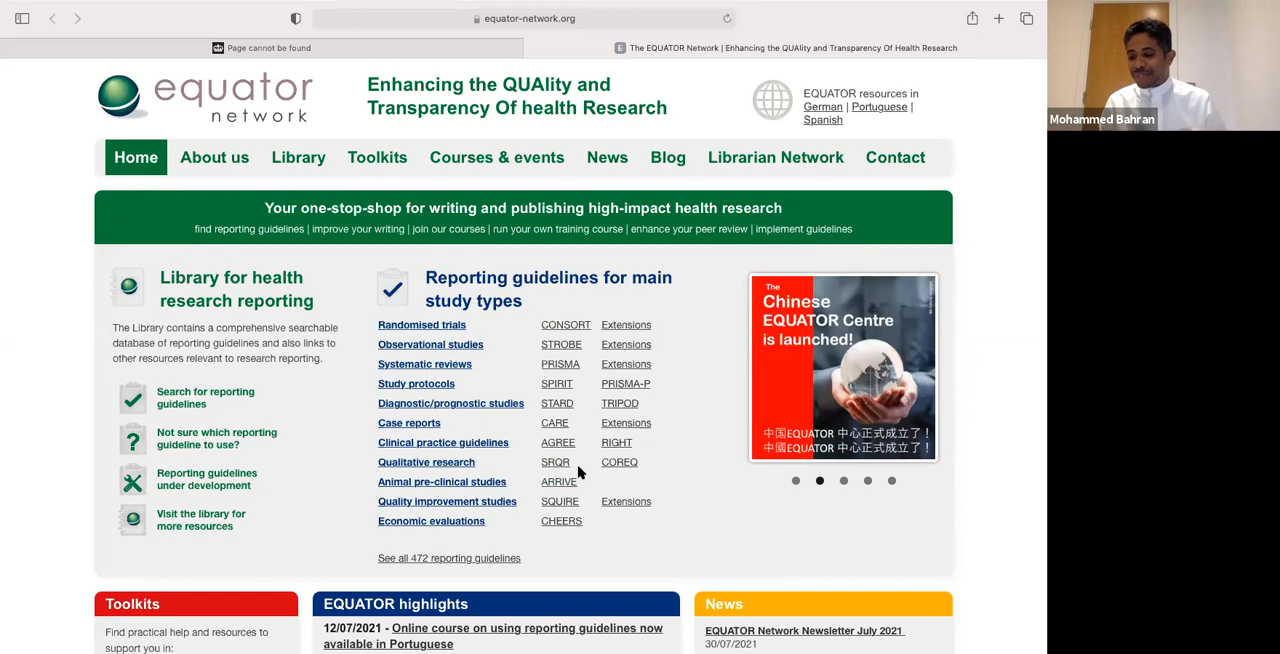 equator-network.org
Page cannot be found
The EQUATOR Network | Enhancing the QUAlity and Transparency Of Health Research
equator
network
Enhancing the QUAlity and
Transparency Of health Research
EQUATOR resources in
German | Portuguese |
Spanish
Mohammed Bahran
Home About us Library Toolkits Courses & events News Blog Librarian Network Contact
Your one-stop-shop for writing and publishing high-impact health research
find reporting guidelines | improve your writing | join our courses | run your own training course | enhance your peer review | implement guidelines
Library for health
research reporting
The Library contains a comprehensive searchable
database of reporting guidelines and also links to
other resources relevant to research reporting.
Search for reporting
guidelines
Not sure which reporting
guideline to use?
Reporting guidelines
under development
Visit the library for
more resources
Reporting guidelines for main
study types
Randomised trials CONSORT Extensions
Observational studies STROBE Extensions
Systematic reviews PRISMA Extensions
Study protocols SPIRIT PRISMA-P
Diagnostic/prognostic studies STARD TRIPOD
Case reports CARE Extensions
Clinical practice guidelines AGREE RIGHT
Qualitative research SRQR COREQ
Animal pre-clinical studies ARRIVE
Quality improvement studies SQUIRE Extensions
Economic evaluations CHEERS
See all 472 reporting guidelines
The
Chinese
EQUATOR Centre
is launched!
中国EQUATOR 中心正式成立了！
中國EQUATOR 中心正式成立了！
Toolkits
Find practical help and resources to
support you in:
EQUATOR highlights
12/07/2021 - Online course on using reporting guidelines now
available in Portuguese
News
EQUATOR Network Newsletter July 2021
30/07/2021